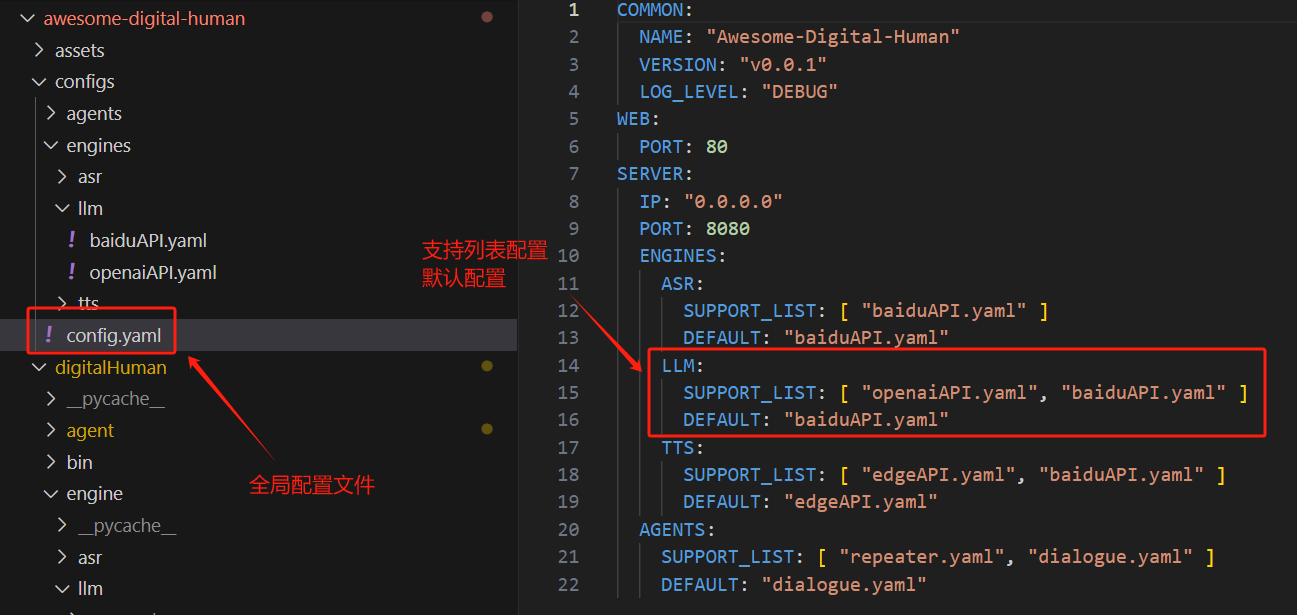 awesome-digital-human
assets
configs
agents
engines
asr
llm
! baiduAPI.yaml
! openaiAPI.yaml
tts
! config.yaml
digitalHuman
__pycache__
agent
bin
engine
__pycache__
asr
llm
全局配置文件
支持列表配置
默认配置
1 COMMON:
2 NAME: "Awesome-Digital-Human"
3 VERSION: "v0.0.1"
4 LOG_LEVEL: "DEBUG"
5 WEB:
6 PORT: 80
7 SERVER:
8 IP: "0.0.0.0"
9 PORT: 8080
10 ENGINES:
11 ASR:
12 SUPPORT_LIST: [ "baiduAPI.yaml" ]
13 DEFAULT: "baiduAPI.yaml"
14 LLM:
15 SUPPORT_LIST: [ "openaiAPI.yaml", "baiduAPI.yaml" ]
16 DEFAULT: "baiduAPI.yaml"
17 TTS:
18 SUPPORT_LIST: [ "edgeAPI.yaml", "baiduAPI.yaml" ]
19 DEFAULT: "edgeAPI.yaml"
20 AGENTS:
21 SUPPORT_LIST: [ "repeater.yaml", "dialogue.yaml" ]
22 DEFAULT: "dialogue.yaml"